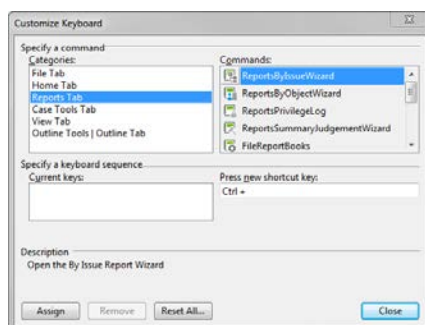 Customize Keyboard
Specify a command
Categories:
File Tab
Home Tab
Reports Tab
Case Tools Tab
View Tab
Outline Tools | Outline Tab
Commands:
ReportsByIssueWizard
ReportsByObjectWizard
ReportsPrivilegeLog
ReportsSummaryJudgementWizard
FileReportBooks
Specify a keyboard sequence
Current keys:
Press new shortcut key:
Ctrl +
Description
Open the By Issue Report Wizard
Assign
Remove
Reset All...
Close